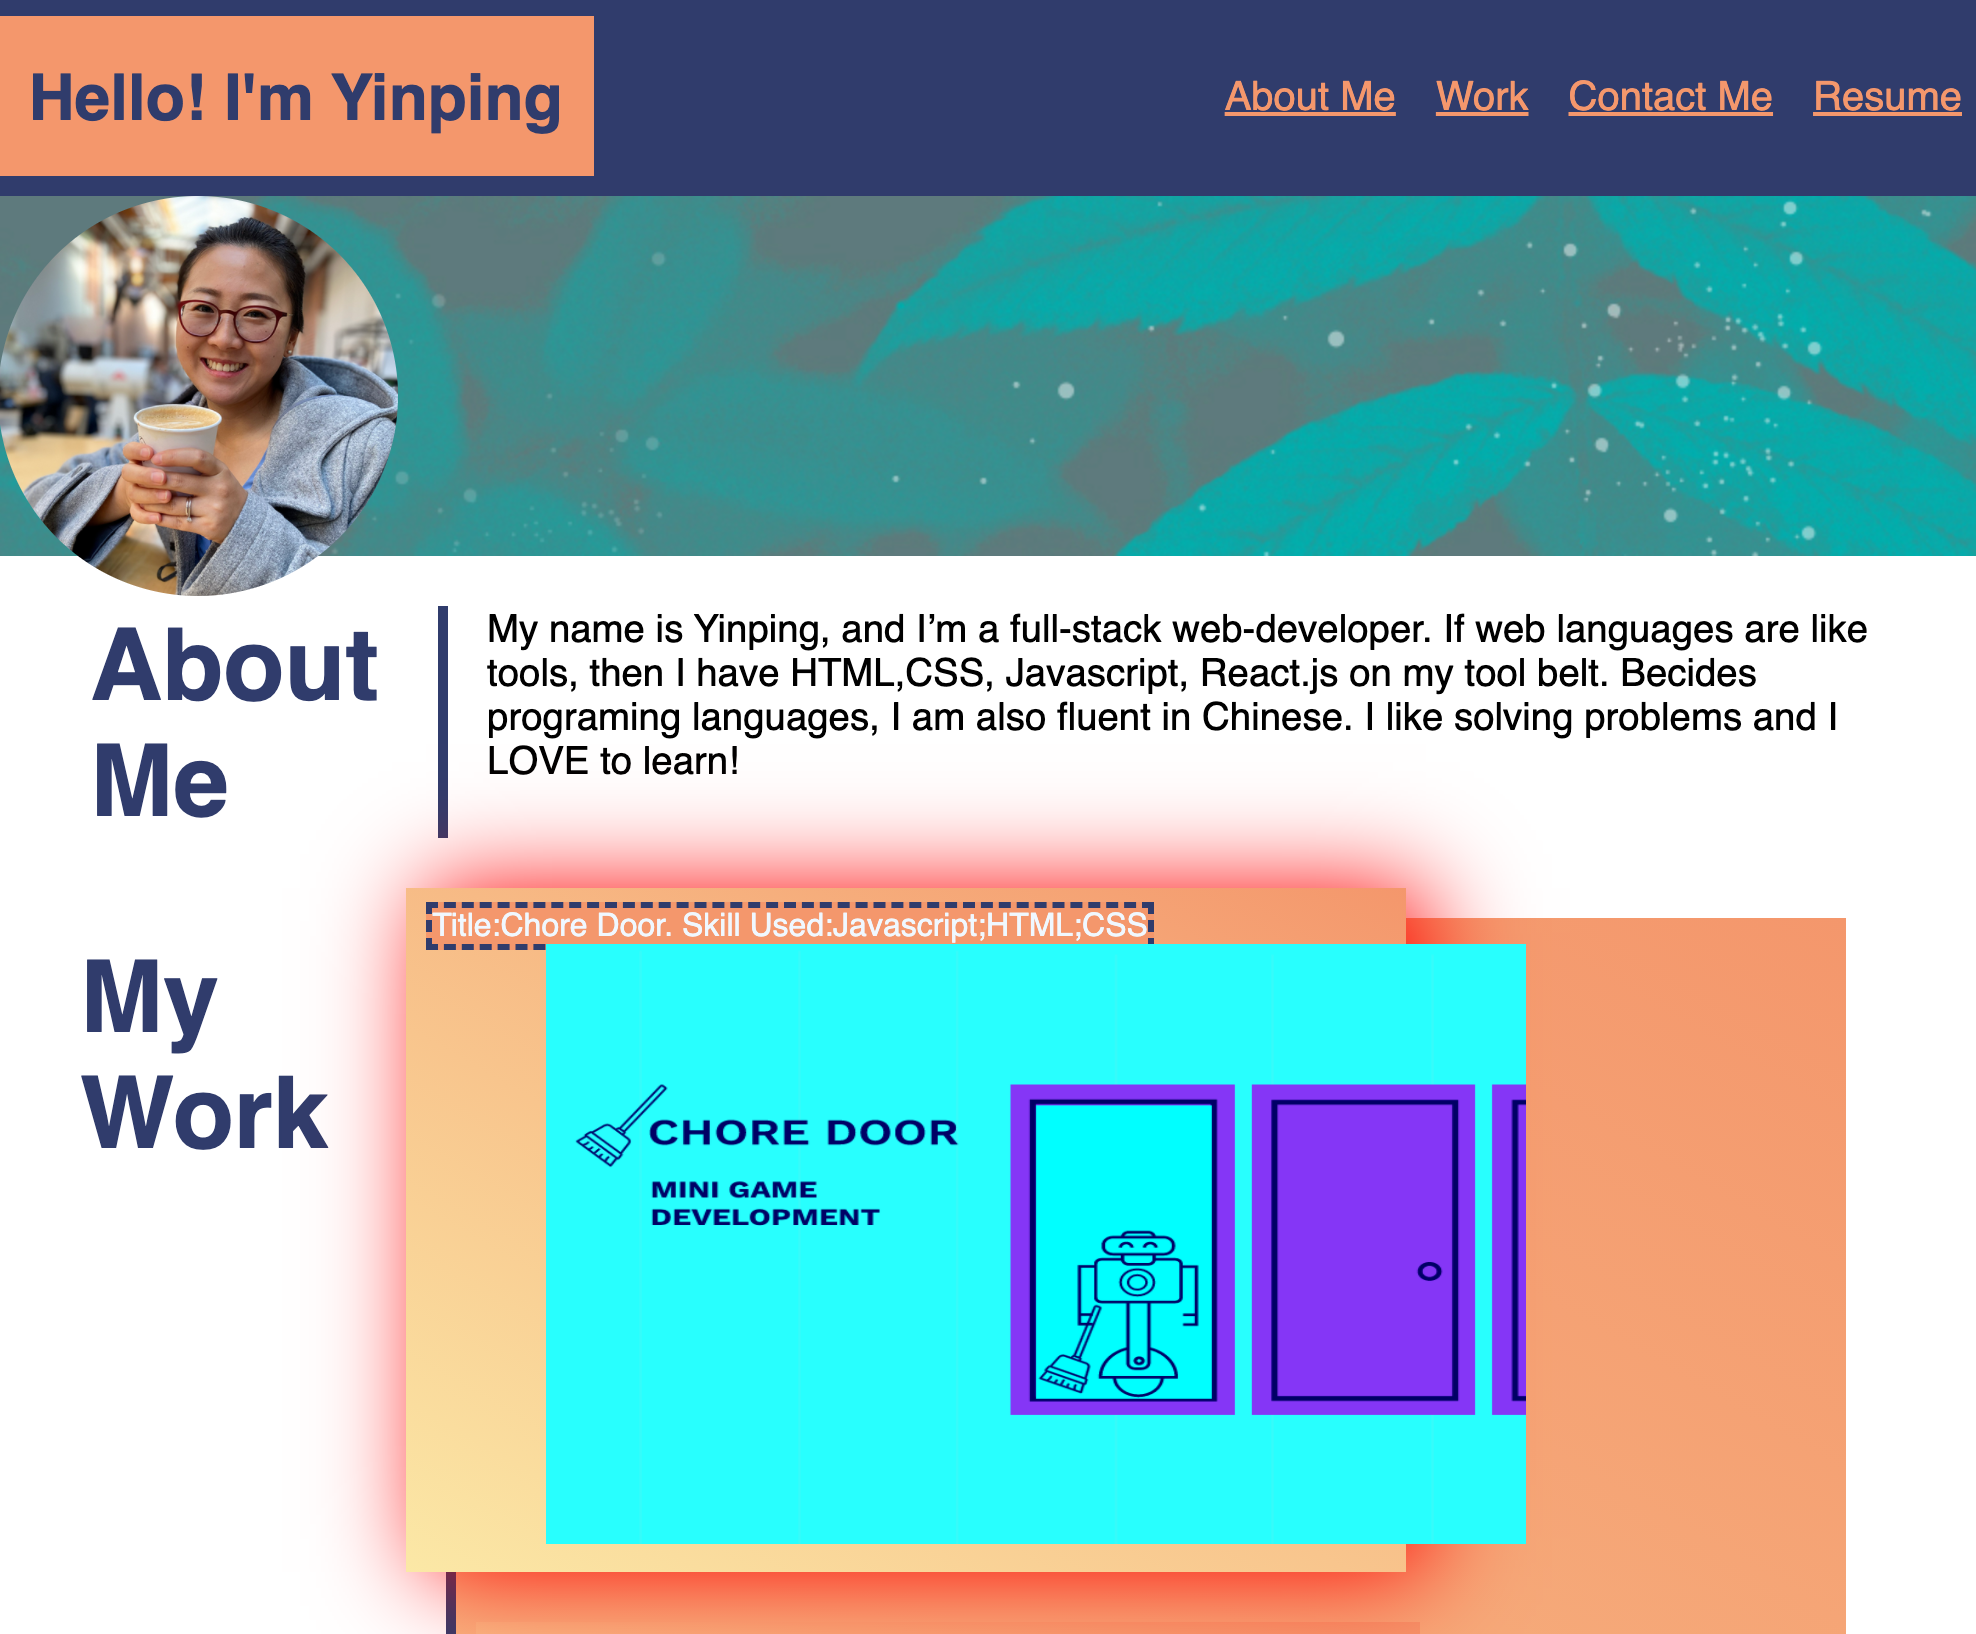 Hello! I'm Yinping
About Me Work Contact Me Resume
About
Me
My name is Yinping, and I’m a full-stack web-developer. If web languages are like
tools, then I have HTML,CSS, Javascript, React.js on my tool belt. Becides
programing languages, I am also fluent in Chinese. I like solving problems and I
LOVE to learn!
My
Work
Title:Chore Door. Skill Used:Javascript;HTML;CSS
CHORE DOOR
MINI GAME
DEVELOPMENT